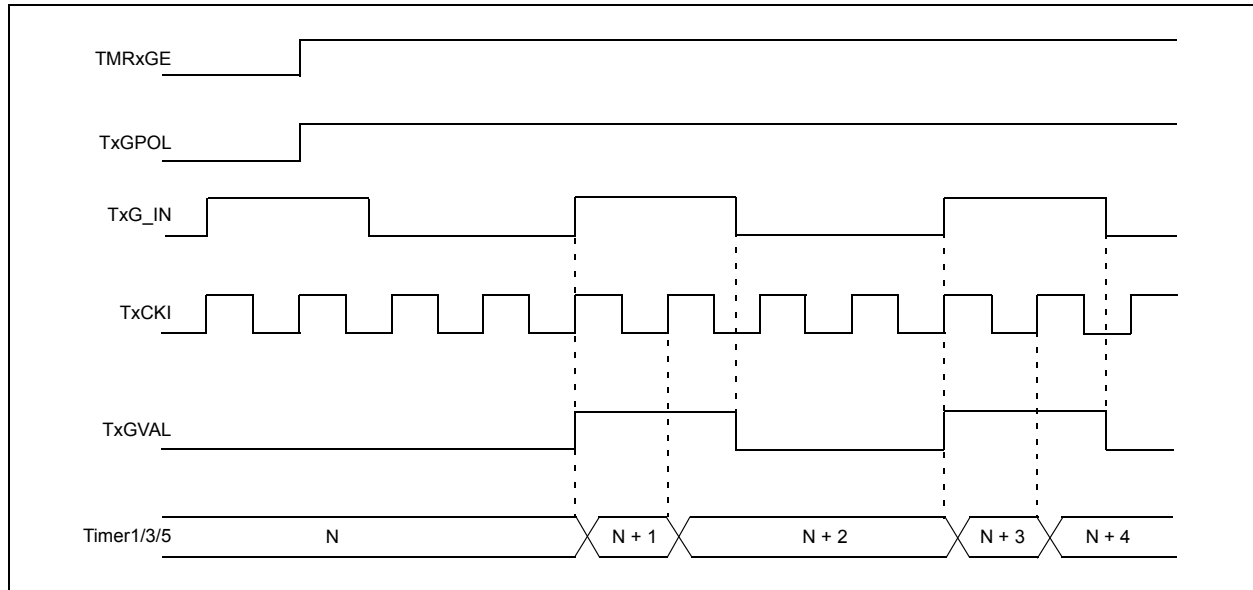 TMRxGE
TxGPOL
TxG_IN
TxCKI
TxGVAL
Timer1/3/5 N N + 1 N + 2 N + 3 N + 4